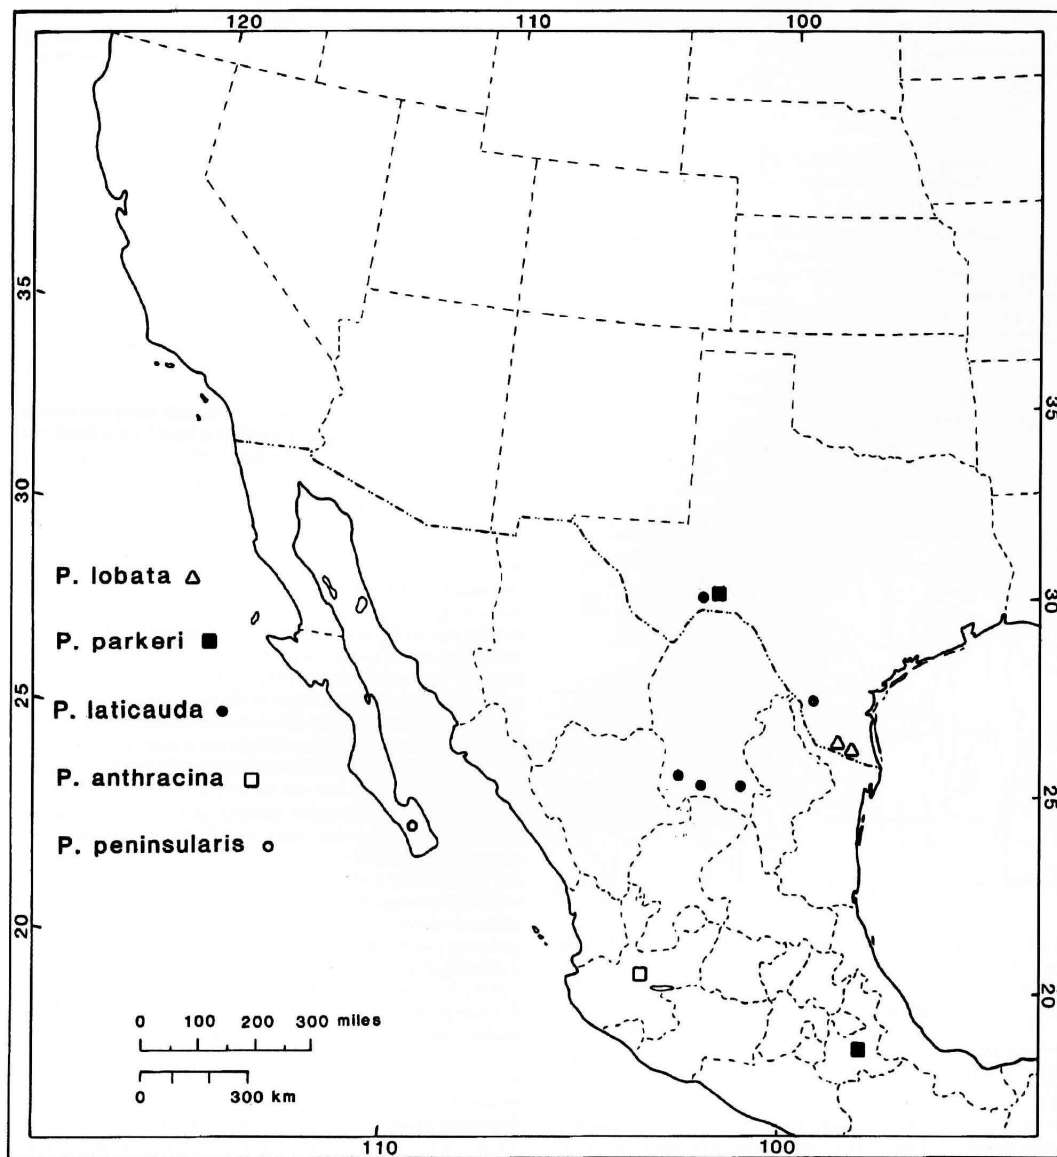 120 110 100
35
35
30
P. lobata
30
P. parkeri
25
P. laticauda
P. anthracina
25
P. peninsularis
20
20
0 100 200 300 miles
0 300 km
110 100